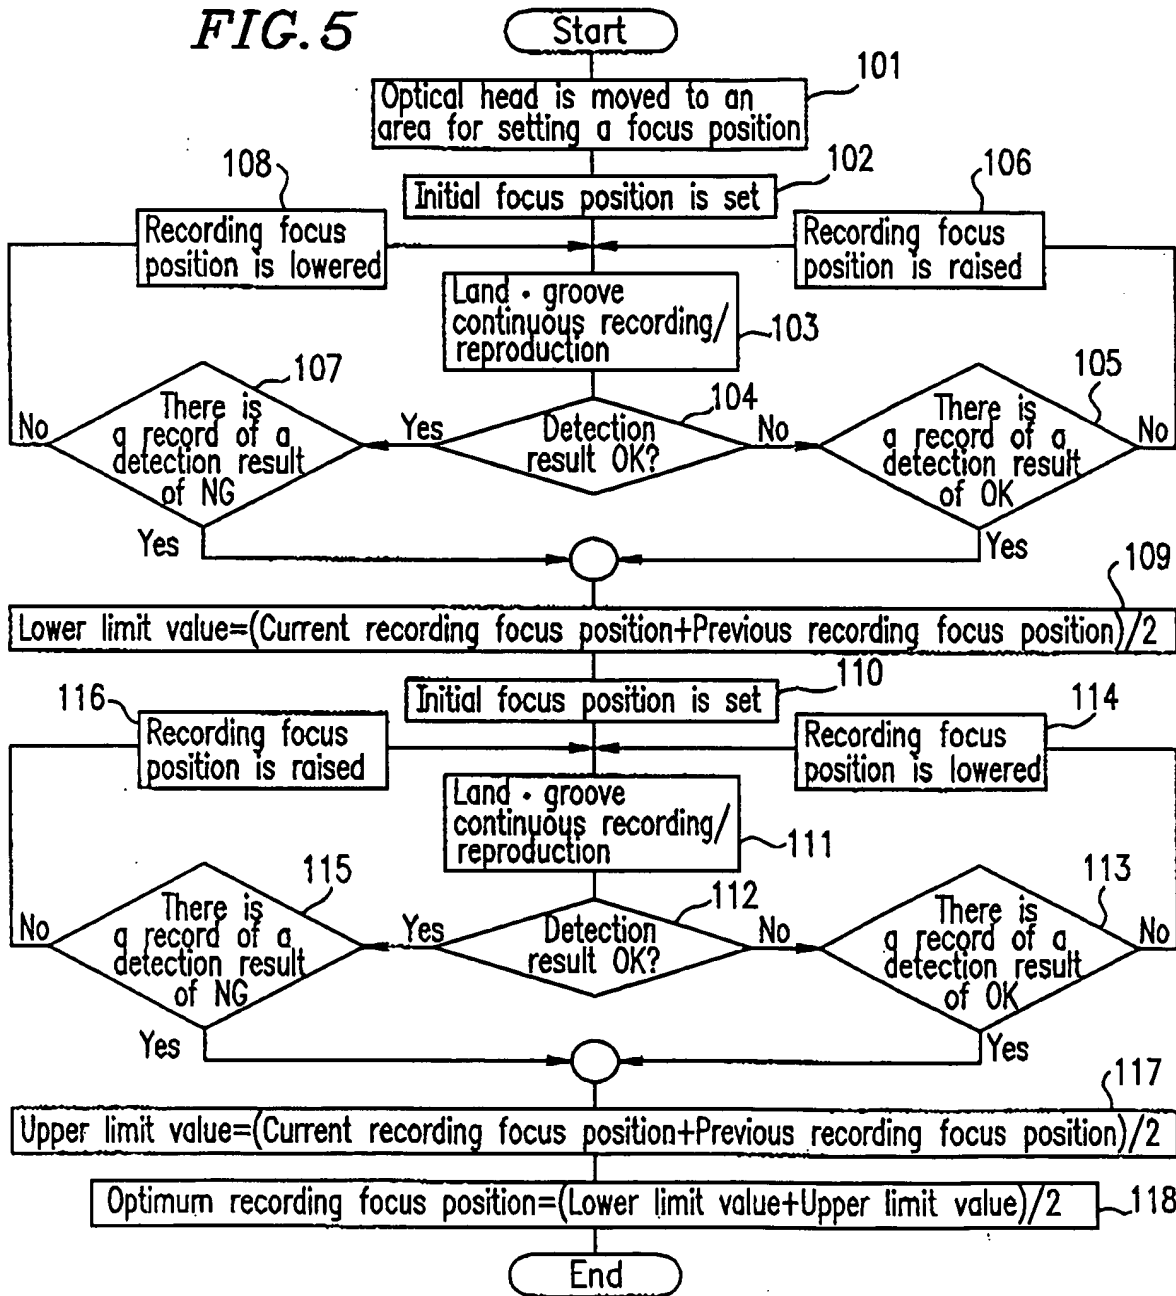 FIG.5
Start
101
Optical head is moved to an
area for setting a focus position
108
102
106
Initial focus position is set
Recording focus
position is lowered
Recording focus
position is raised
Land · groove
continuous recording/
reproduction
103
107
104
105
There is
a record of a
detection result
of NG
No
Yes
Detection
result OK?
No
There is
a record of a
detection result
of OK
No
Yes
Yes
109
Lower limit value=(Current recording focus position+Previous recording focus position)/2
110
Initial focus position is set
116
114
Recording focus
position is raised
Recording focus
position is lowered
Land · groove
continuous recording/
reproduction
111
115
112
113
There is
a record of a
detection result
of NG
No
Yes
Detection
result OK?
No
There is
a record of a
detection result
of OK
No
Yes
Yes
117
Upper limit value=(Current recording focus position+Previous recording focus position)/2
Optimum recording focus position=(Lower limit value+Upper limit value)/2
118
End